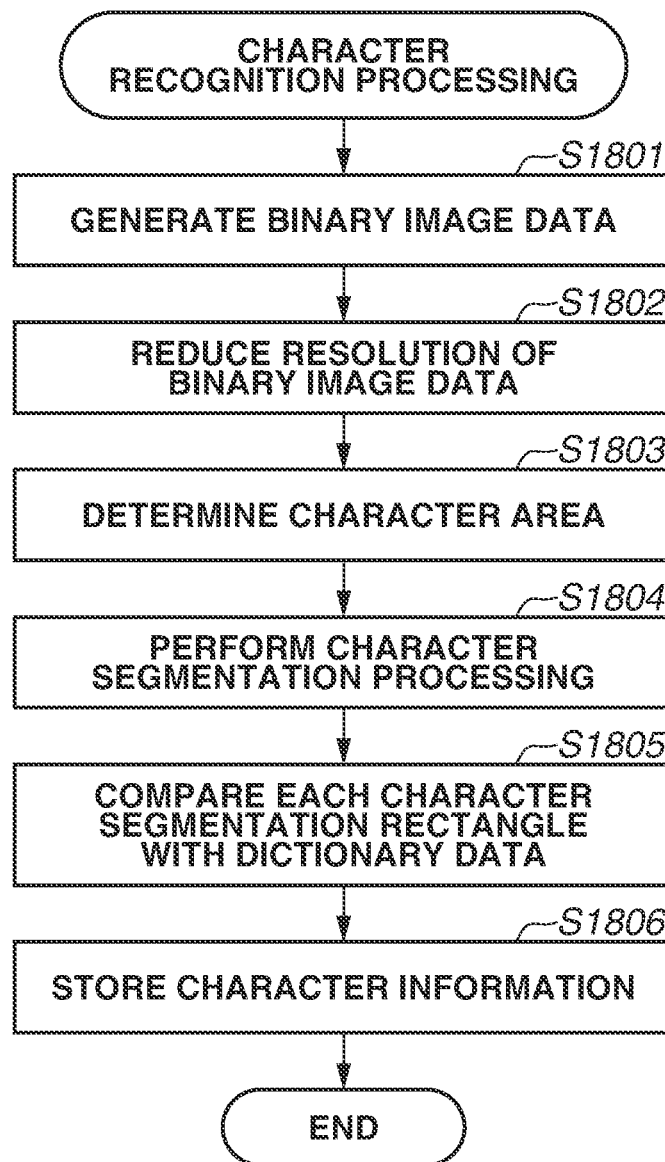 CHARACTER
RECOGNITION PROCESSING
S1801
GENERATE BINARY IMAGE DATA
S1802
REDUCE RESOLUTION OF
BINARY IMAGE DATA
S1803
DETERMINE CHARACTER AREA
S1804
PERFORM CHARACTER
SEGMENTATION PROCESSING
S1805
COMPARE EACH CHARACTER
SEGMENTATION RECTANGLE
WITH DICTIONARY DATA
S1806
STORE CHARACTER INFORMATION
END